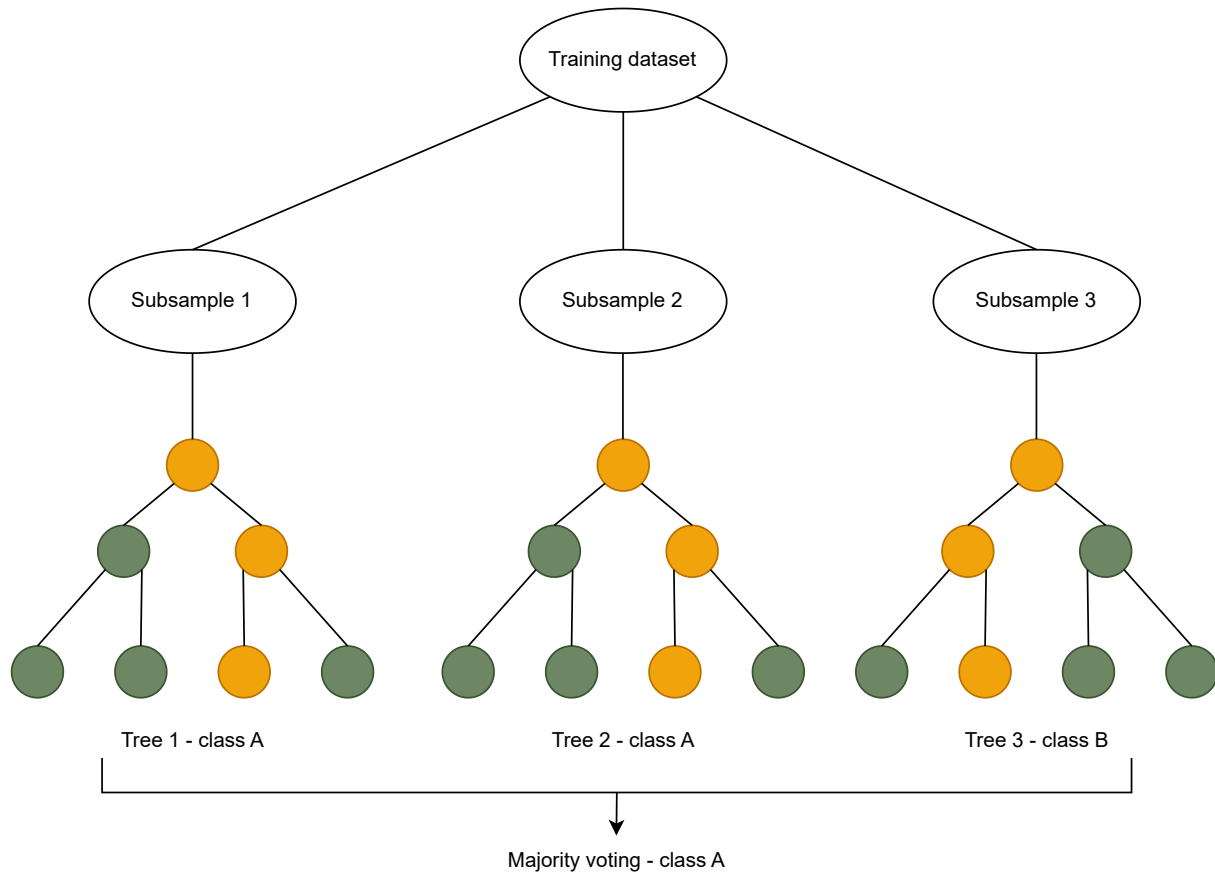 Training dataset
Subsample 1
Subsample 2
Subsample 3
Tree 1 - class A
Tree 2 - class A
Tree 3 - class B
Majority voting - class A